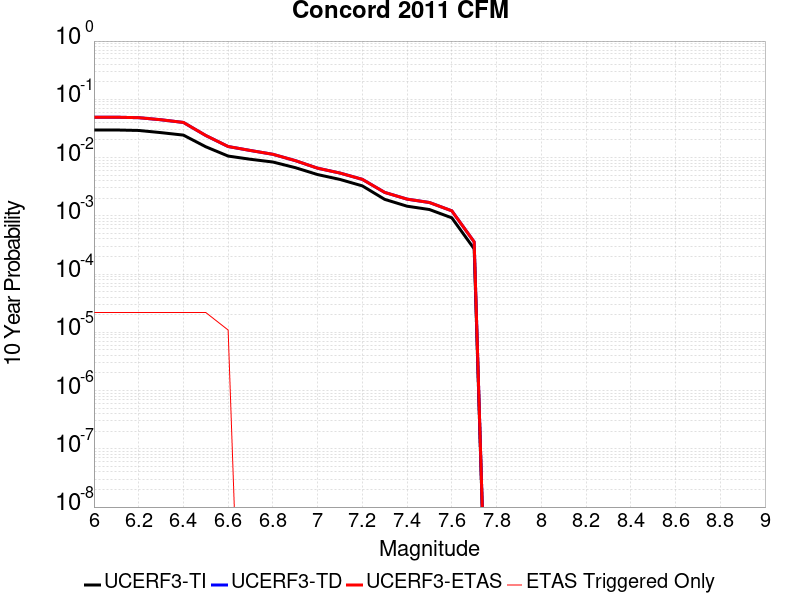 Concord 2011 CFM
10 Year Probability
10^0
10^-1
10^-2
10^-3
10^-4
10^-5
10^-6
10^-7
10^-8
6 6.2 6.4 6.6 6.8 7 7.2 7.4 7.6 7.8 8 8.2 8.4 8.6 8.8 9
Magnitude
UCERF3-TI UCERF3-TD UCERF3-ETAS ETAS Triggered Only